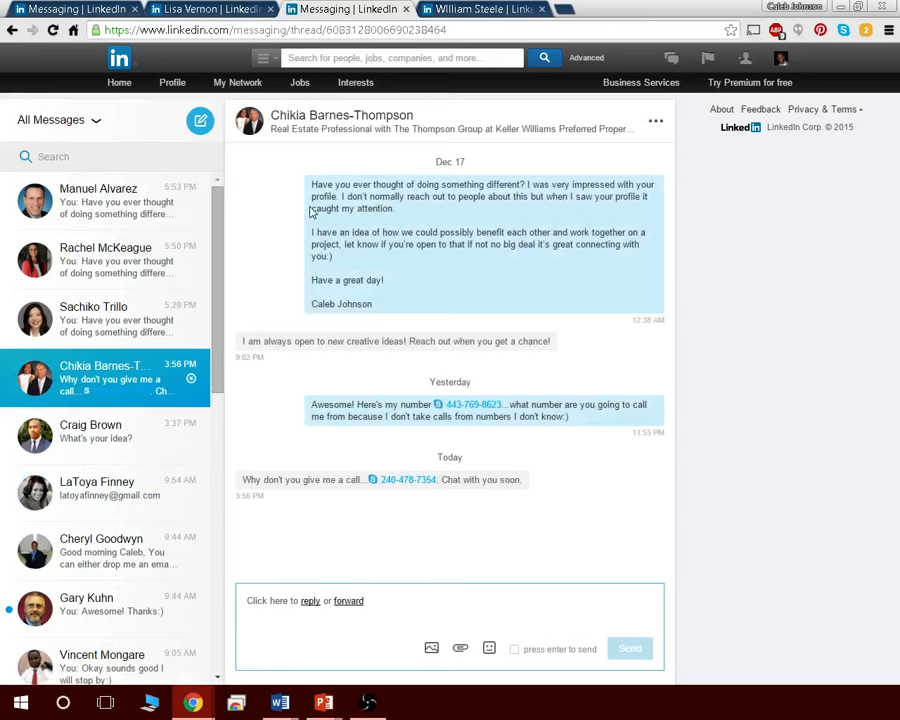 Messaging | LinkedIn
Lisa Vernon | LinkedIn
Messaging | LinkedIn
William Steele | Linke
Caleb Johnson
https://www.linkedin.com/messaging/thread/6083128006690238464
ABP
in
Search for people, jobs, companies, and more...
Advanced
Home Profile My Network Jobs Interests
Business Services Try Premium for free
All Messages
Search
Manuel Alvarez 5:53 PM
You: Have you ever thought
of doing something differe...
Rachel McKeague 5:50 PM
You: Have you ever thought
of doing something differe...
Sachiko Trillo 5:29 PM
You: Have you ever thought
of doing something differe...
Chikia Barnes-T... 3:56 PM
Why don't you give me a
call... S . Ch...
Craig Brown 3:37 PM
What's your idea?
LaToya Finney 9:54 AM
latoyafinney@gmail.com
Cheryl Goodwyn 9:44 AM
Good morning Caleb, You
can either drop me an ema...
Gary Kuhn 9:44 AM
You: Awesome! Thanks:)
Vincent Mongare 9:05 AM
You: Okay sounds good I
will stop by:)
Chikia Barnes-Thompson
Real Estate Professional with The Thompson Group at Keller Williams Preferred Proper...
Dec 17
Have you ever thought of doing something different? I was very impressed with your
profile. I don't normally reach out to people about this but when I saw your profile it
caught my attention.
I have an idea of how we could possibly benefit each other and work together on a
project, let know if you're open to that if not no big deal it's great connecting with
you:)
Have a great day!
Caleb Johnson
12:38 AM
I am always open to new creative ideas! Reach out when you get a chance!
9:02 PM
Yesterday
Awesome! Here's my number 443-769-8623...what number are you going to call
me from because I don't take calls from numbers I don't know:)
11:55 PM
Today
Why don't you give me a call... 240-478-7354. Chat with you soon.
3:56 PM
Click here to reply or forward
press enter to send
Send
About Feedback Privacy & Terms
Linked in LinkedIn Corp. © 2015